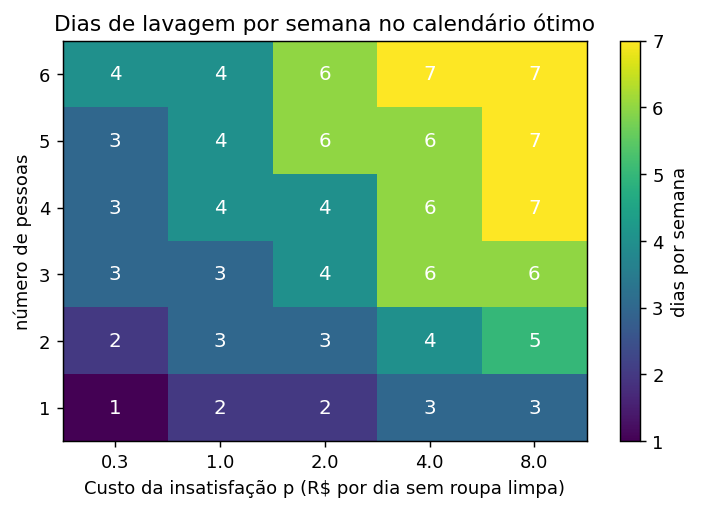 Dias de lavagem por semana no calendário ótimo
6 4 4 6 7 7
5 3 4 6 6 7
4 3 4 4 6 7
3 3 3 4 6 6
2 2 3 3 4 5
1 1 2 2 3 3
0.3 1.0 2.0 4.0 8.0
Custo da insatisfação p (R$ por dia sem roupa limpa)
número de pessoas
7
6
5
4
3
2
1
dias por semana